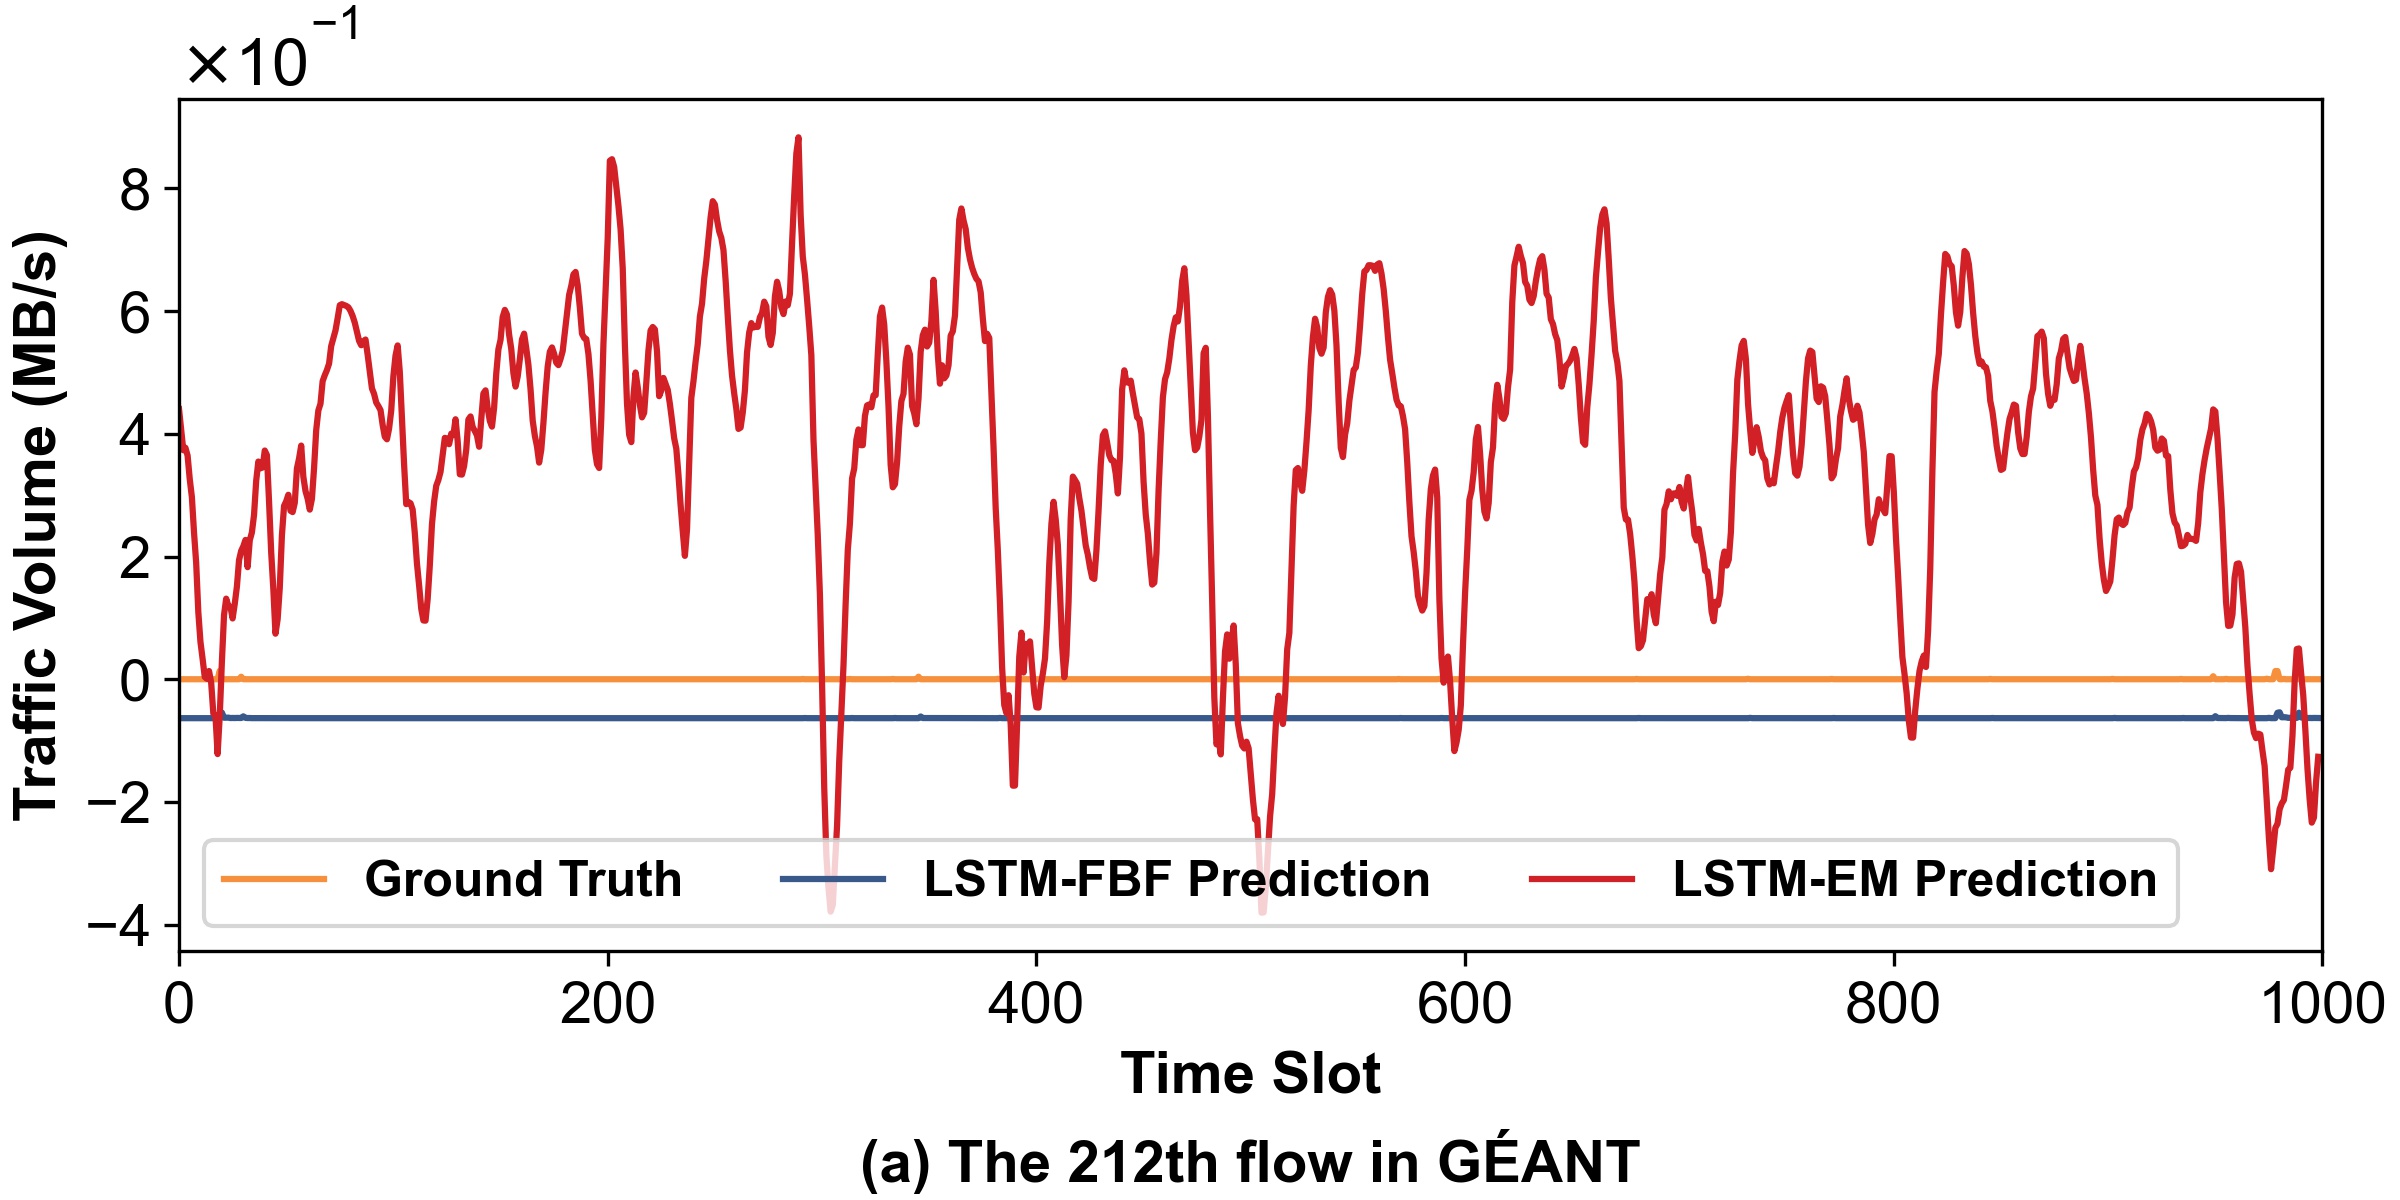 ×10⁻¹
Traffic Volume (MB/s)
8
6
4
2
0
−2
−4
Ground Truth LSTM-FBF Prediction LSTM-EM Prediction
0 200 400 600 800 1000
Time Slot
(a) The 212th flow in GÉANT